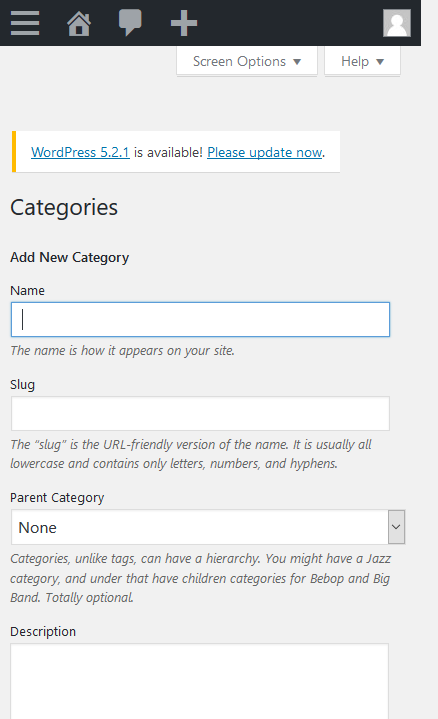 Screen Options ▼ Help ▼
WordPress 5.2.1 is available! Please update now.
Categories
Add New Category
Name
The name is how it appears on your site.
Slug
The “slug” is the URL-friendly version of the name. It is usually all
lowercase and contains only letters, numbers, and hyphens.
Parent Category
None
Categories, unlike tags, can have a hierarchy. You might have a Jazz
category, and under that have children categories for Bebop and Big
Band. Totally optional.
Description